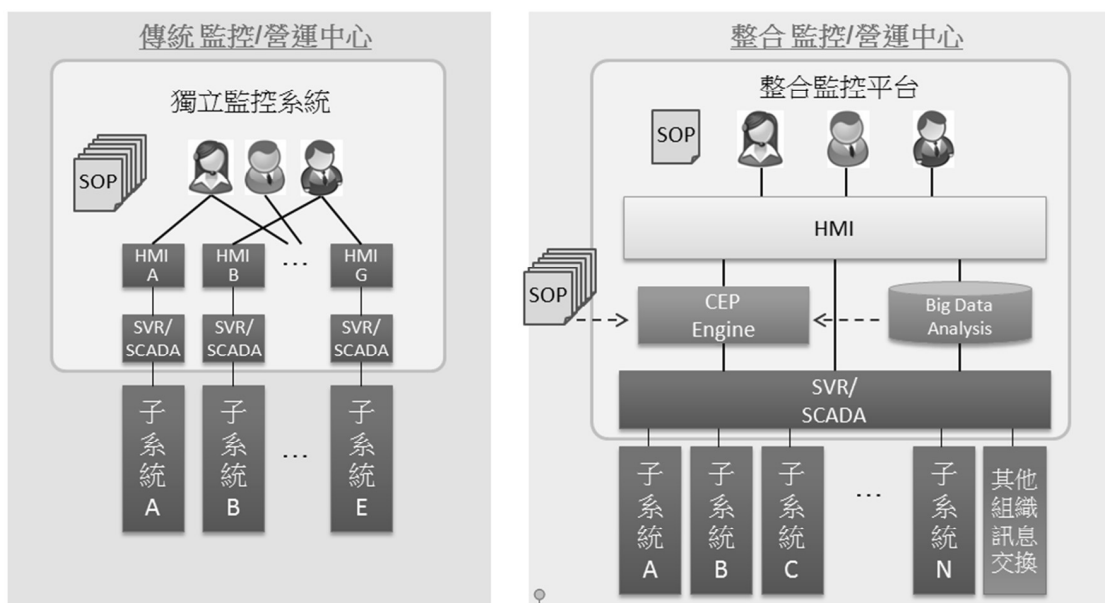 傳統 監控/營運中心
獨立監控系統
SOP
HMI
A
HMI
B
...
HMI
G
SVR/
SCADA
SVR/
SCADA
SVR/
SCADA
子
系
統
A
子
系
統
B
...
子
系
統
E
整合 監控/營運中心
整合監控平台
SOP
HMI
SOP
CEP
Engine
Big Data
Analysis
SVR/
SCADA
子
系
統
A
子
系
統
B
子
系
統
C
...
子
系
統
N
其他
組織
訊息
交換